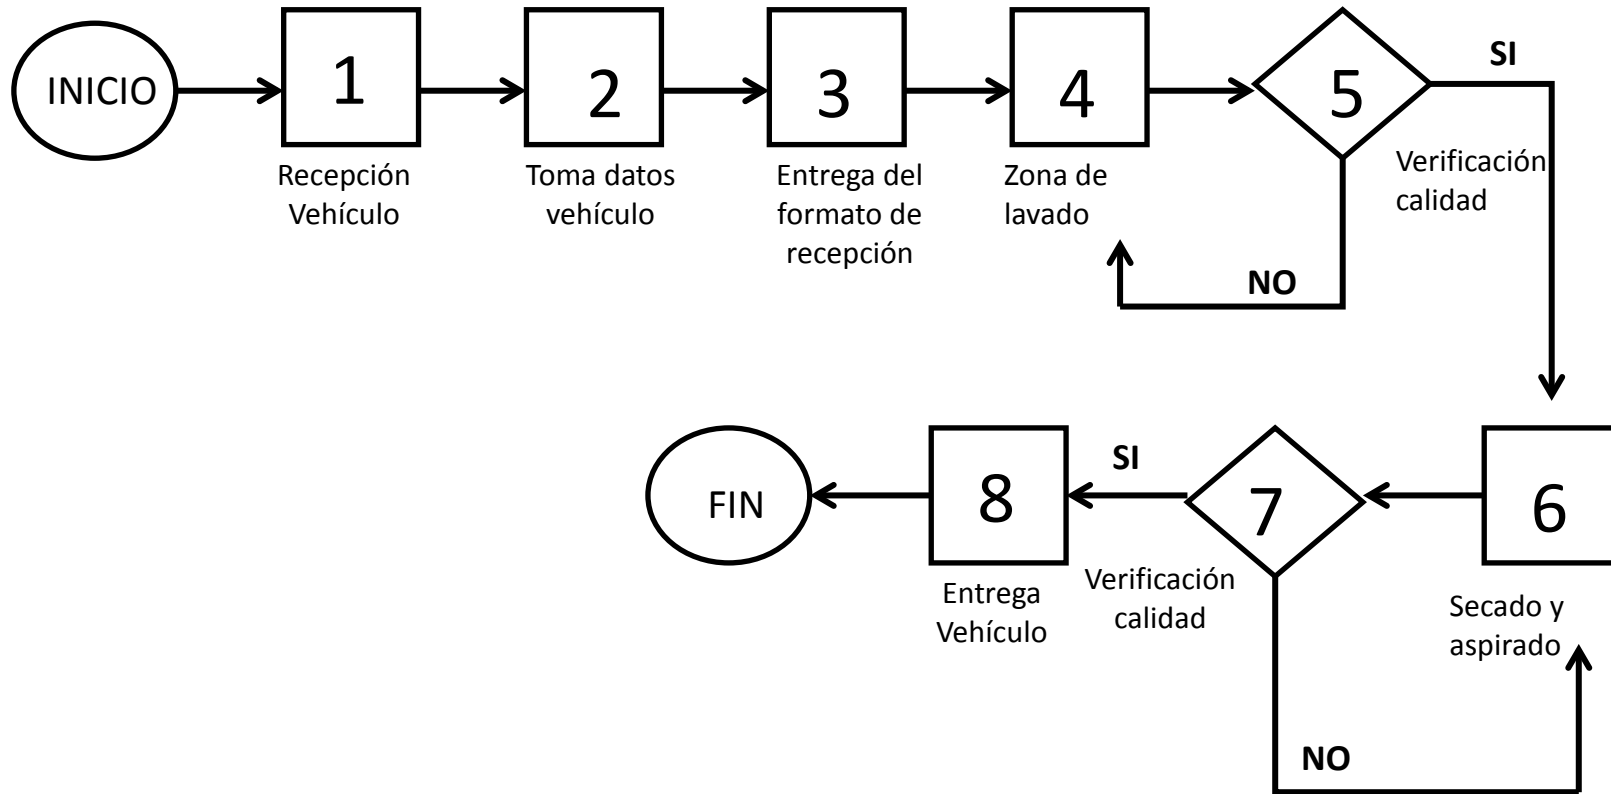 INICIO
1
Recepción
Vehículo
2
Toma datos
vehículo
3
Entrega del
formato de
recepción
4
Zona de
lavado
5
SI
Verificación
calidad
NO
6
Secado y
aspirado
7
Verificación
calidad
NO
SI
8
Entrega
Vehículo
FIN